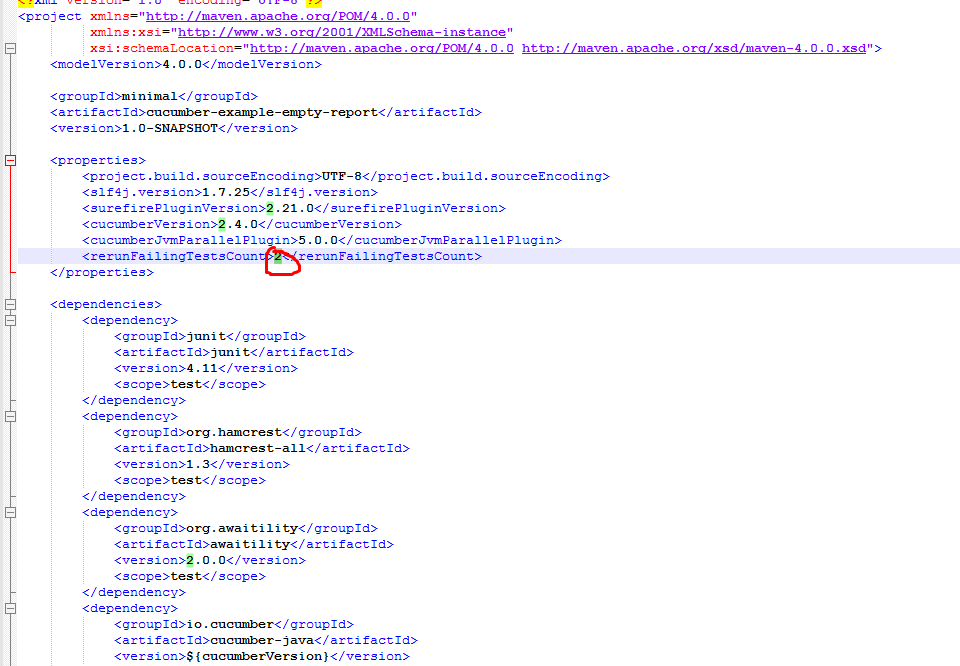 <?xml version="1.0" encoding="UTF-8"?>
<project xmlns="http://maven.apache.org/POM/4.0.0"
xmlns:xsi="http://www.w3.org/2001/XMLSchema-instance"
xsi:schemaLocation="http://maven.apache.org/POM/4.0.0 http://maven.apache.org/xsd/maven-4.0.0.xsd">
<modelVersion>4.0.0</modelVersion>
<groupId>minimal</groupId>
<artifactId>cucumber-example-empty-report</artifactId>
<version>1.0-SNAPSHOT</version>
<properties>
<project.build.sourceEncoding>UTF-8</project.build.sourceEncoding>
<slf4j.version>1.7.25</slf4j.version>
<surefirePluginVersion>2.21.0</surefirePluginVersion>
<cucumberVersion>2.4.0</cucumberVersion>
<cucumberJvmParallelPlugin>5.0.0</cucumberJvmParallelPlugin>
<rerunFailingTestsCount>2</rerunFailingTestsCount>
</properties>
<dependencies>
<dependency>
<groupId>junit</groupId>
<artifactId>junit</artifactId>
<version>4.11</version>
<scope>test</scope>
</dependency>
<dependency>
<groupId>org.hamcrest</groupId>
<artifactId>hamcrest-all</artifactId>
<version>1.3</version>
<scope>test</scope>
</dependency>
<dependency>
<groupId>org.awaitility</groupId>
<artifactId>awaitility</artifactId>
<version>2.0.0</version>
<scope>test</scope>
</dependency>
<dependency>
<groupId>io.cucumber</groupId>
<artifactId>cucumber-java</artifactId>
<version>${cucumberVersion}</version>